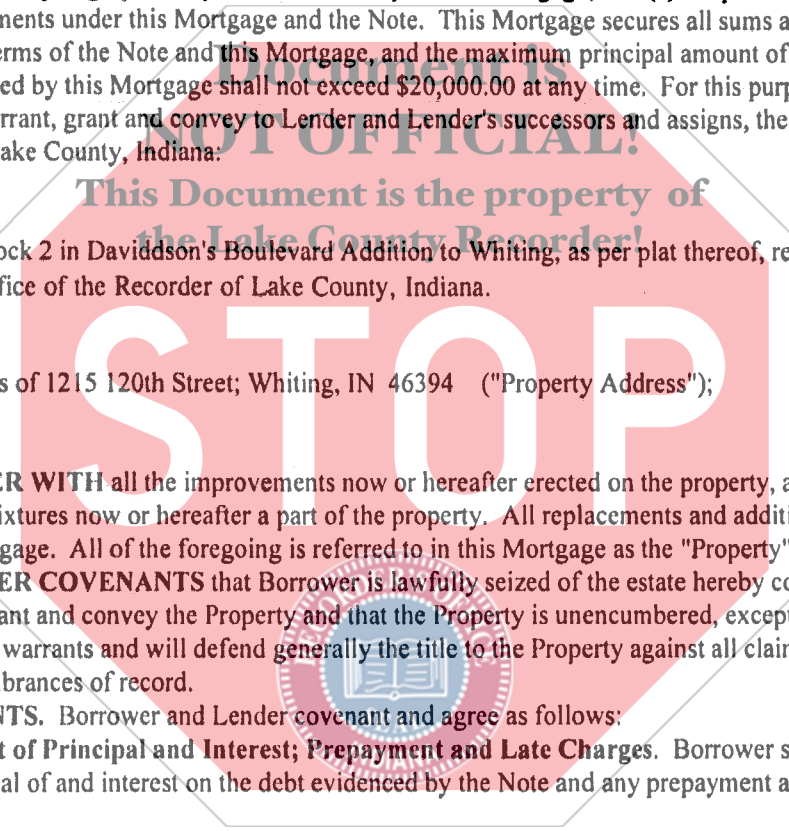 ments under this Mortgage and the Note. This Mortgage secures all sums a
erms of the Note and this Mortgage, and the maximum principal amount of
Document is
ed by this Mortgage shall not exceed $20,000.00 at any time. For this purp
rrant, grant and convey to Lender and Lender's successors and assigns, the
NOT OFFICIAL!
ake County, Indiana:
This Document is the property of
the Lake County Recorder!
ock 2 in Daviddson's Boulevard Addition to Whiting, as per plat thereof, re
fice of the Recorder of Lake County, Indiana.
STOP
s of 1215 120th Street; Whiting, IN 46394 ("Property Address");
ER WITH all the improvements now or hereafter erected on the property, a
ixtures now or hereafter a part of the property. All replacements and additi
gage. All of the foregoing is referred to in this Mortgage as the "Property"
ER COVENANTS that Borrower is lawfully seized of the estate hereby co
ant and convey the Property and that the Property is unencumbered, except
warrants and will defend generally the title to the Property against all clain
brances of record.
NTS. Borrower and Lender covenant and agree as follows:
t of Principal and Interest; Prepayment and Late Charges. Borrower s
al of and interest on the debt evidenced by the Note and any prepayment a